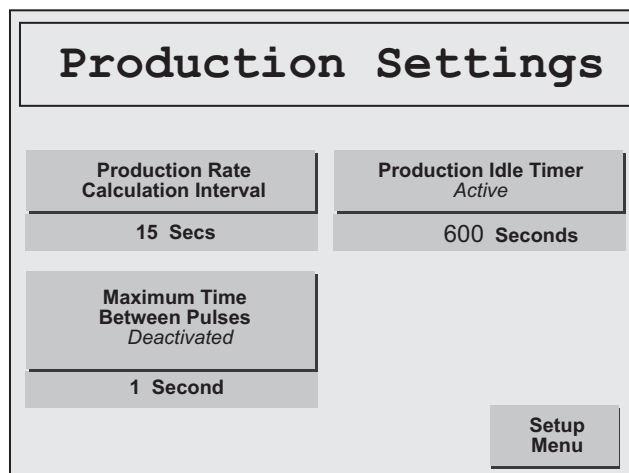 Production Settings
Production Rate
Calculation Interval
15 Secs
Production Idle Timer
Active
600 Seconds
Maximum Time
Between Pulses
Deactivated
1 Second
Setup
Menu